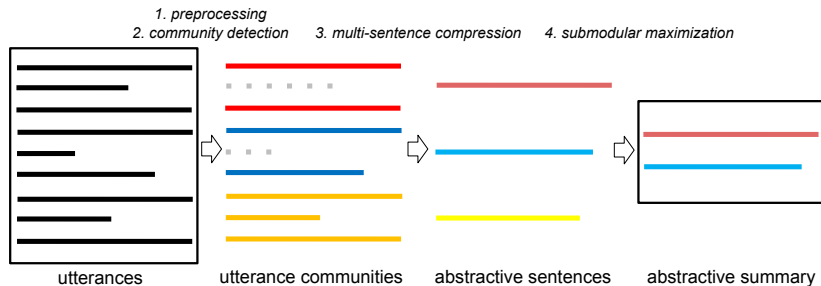 1. preprocessing
2. community detection
3. multi-sentence compression
4. submodular maximization
utterances
utterance communities
abstractive sentences
abstractive summary